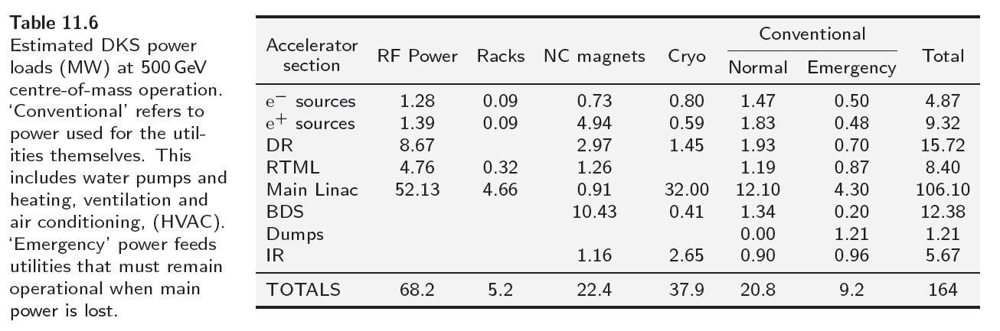 Table 11.6
Estimated DKS power
loads (MW) at 500 GeV
centre-of-mass operation.
‘Conventional’ refers to
power used for the util-
ities themselves. This
includes water pumps and
heating, ventilation and
air conditioning, (HVAC).
‘Emergency’ power feeds
utilities that must remain
operational when main
power is lost.
Accelerator section RF Power Racks NC magnets Cryo Conventional Total
Normal Emergency
e− sources 1.28 0.09 0.73 0.80 1.47 0.50 4.87
e+ sources 1.39 0.09 4.94 0.59 1.83 0.48 9.32
DR 8.67 2.97 1.45 1.93 0.70 15.72
RTML 4.76 0.32 1.26 1.19 0.87 8.40
Main Linac 52.13 4.66 0.91 32.00 12.10 4.30 106.10
BDS 10.43 0.41 1.34 0.20 12.38
Dumps 0.00 1.21 1.21
IR 1.16 2.65 0.90 0.96 5.67
TOTALS 68.2 5.2 22.4 37.9 20.8 9.2 164